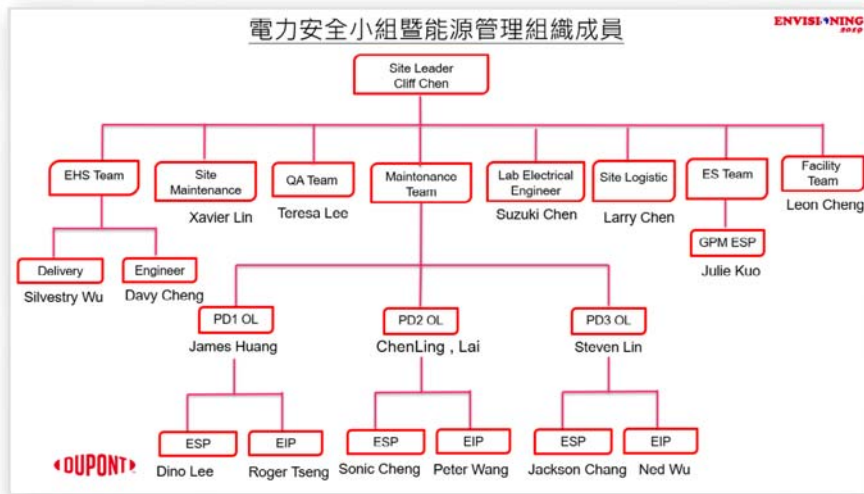 電力安全小組暨能源管理組織成員
ENVISIONING
2019
Site Leader
Cliff Chen
EHS Team
Site
Maintenance
Xavier Lin
QA Team
Teresa Lee
Maintenance
Team
Lab Electrical
Engineer
Suzuki Chen
Site Logistic
Larry Chen
ES Team
Facility
Team
Leon Cheng
GPM ESP
Julie Kuo
Delivery
Silvestry Wu
Engineer
Davy Cheng
PD1 OL
James Huang
PD2 OL
ChenLing , Lai
PD3 OL
Steven Lin
ESP
Dino Lee
EIP
Roger Tseng
ESP
Sonic Cheng
EIP
Peter Wang
ESP
Jackson Chang
EIP
Ned Wu
DUPONT